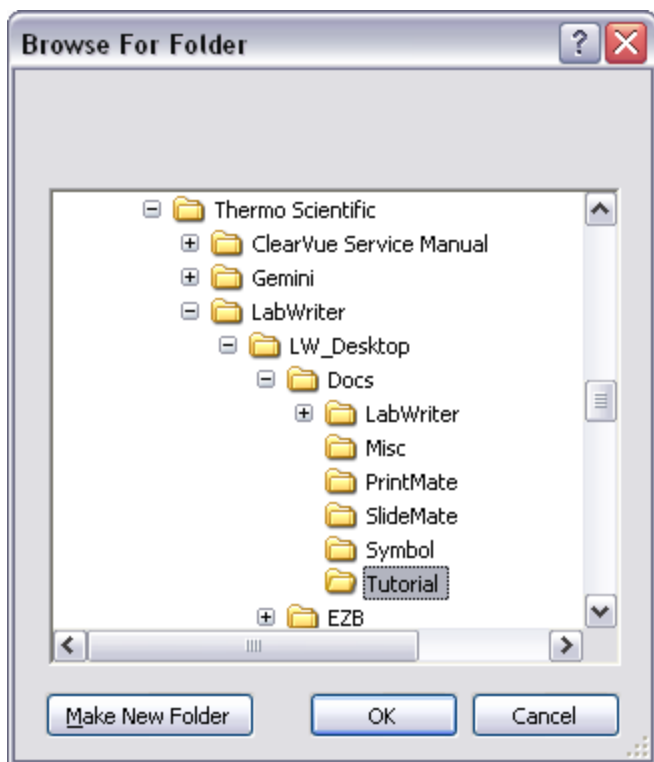 Browse For Folder
Thermo Scientific
ClearVue Service Manual
Gemini
LabWriter
LW_Desktop
Docs
LabWriter
Misc
PrintMate
SlideMate
Symbol
Tutorial
EZB
Make New Folder OK Cancel